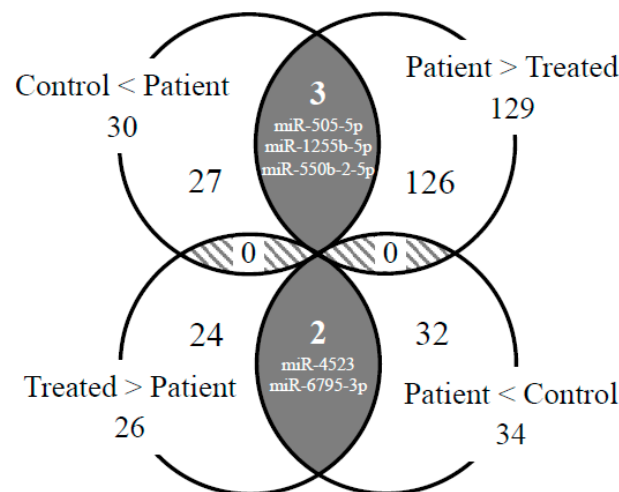 Control < Patient
30
3
miR-505-5p
miR-1255b-5p
miR-550b-2-5p
Patient > Treated
129
27
126
0
0
24
2
miR-4523
miR-6795-3p
32
Treated > Patient
26
Patient < Control
34